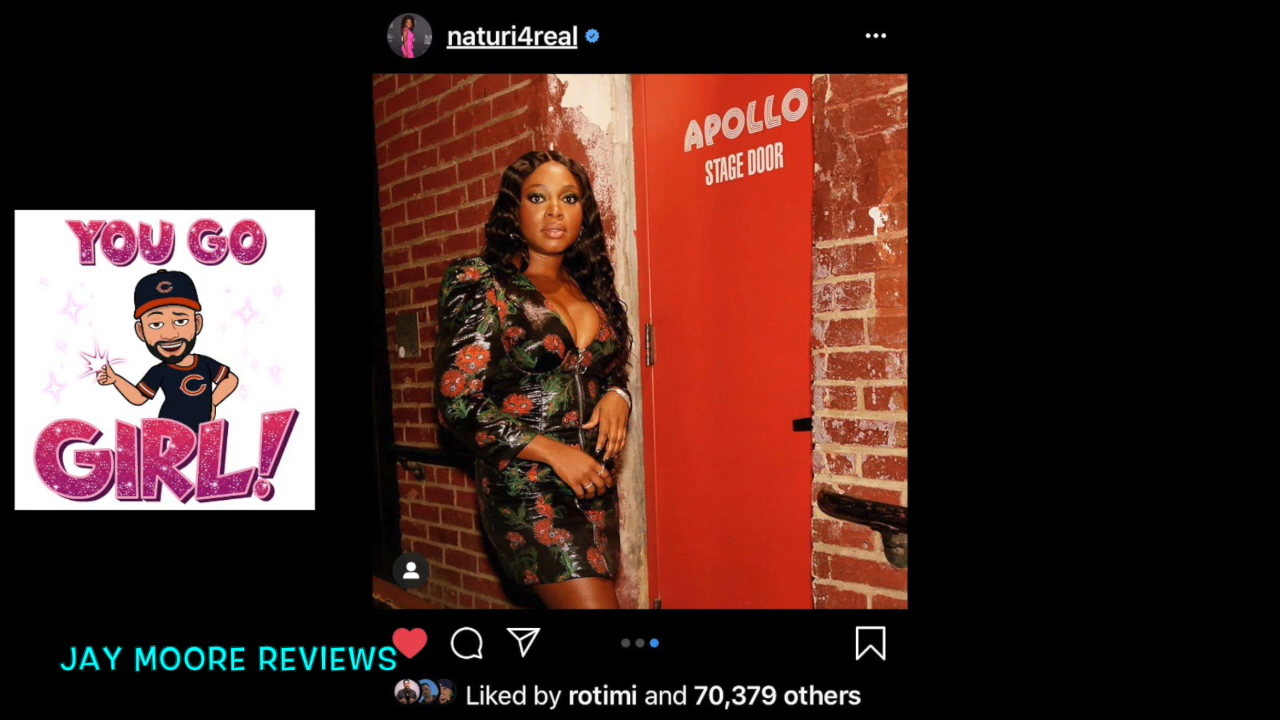 naturi4real
APOLLO
STAGE DOOR
YOU GO
C
C
GIRL!
JAY MOORE REVIEWS
Liked by rotimi and 70,379 others